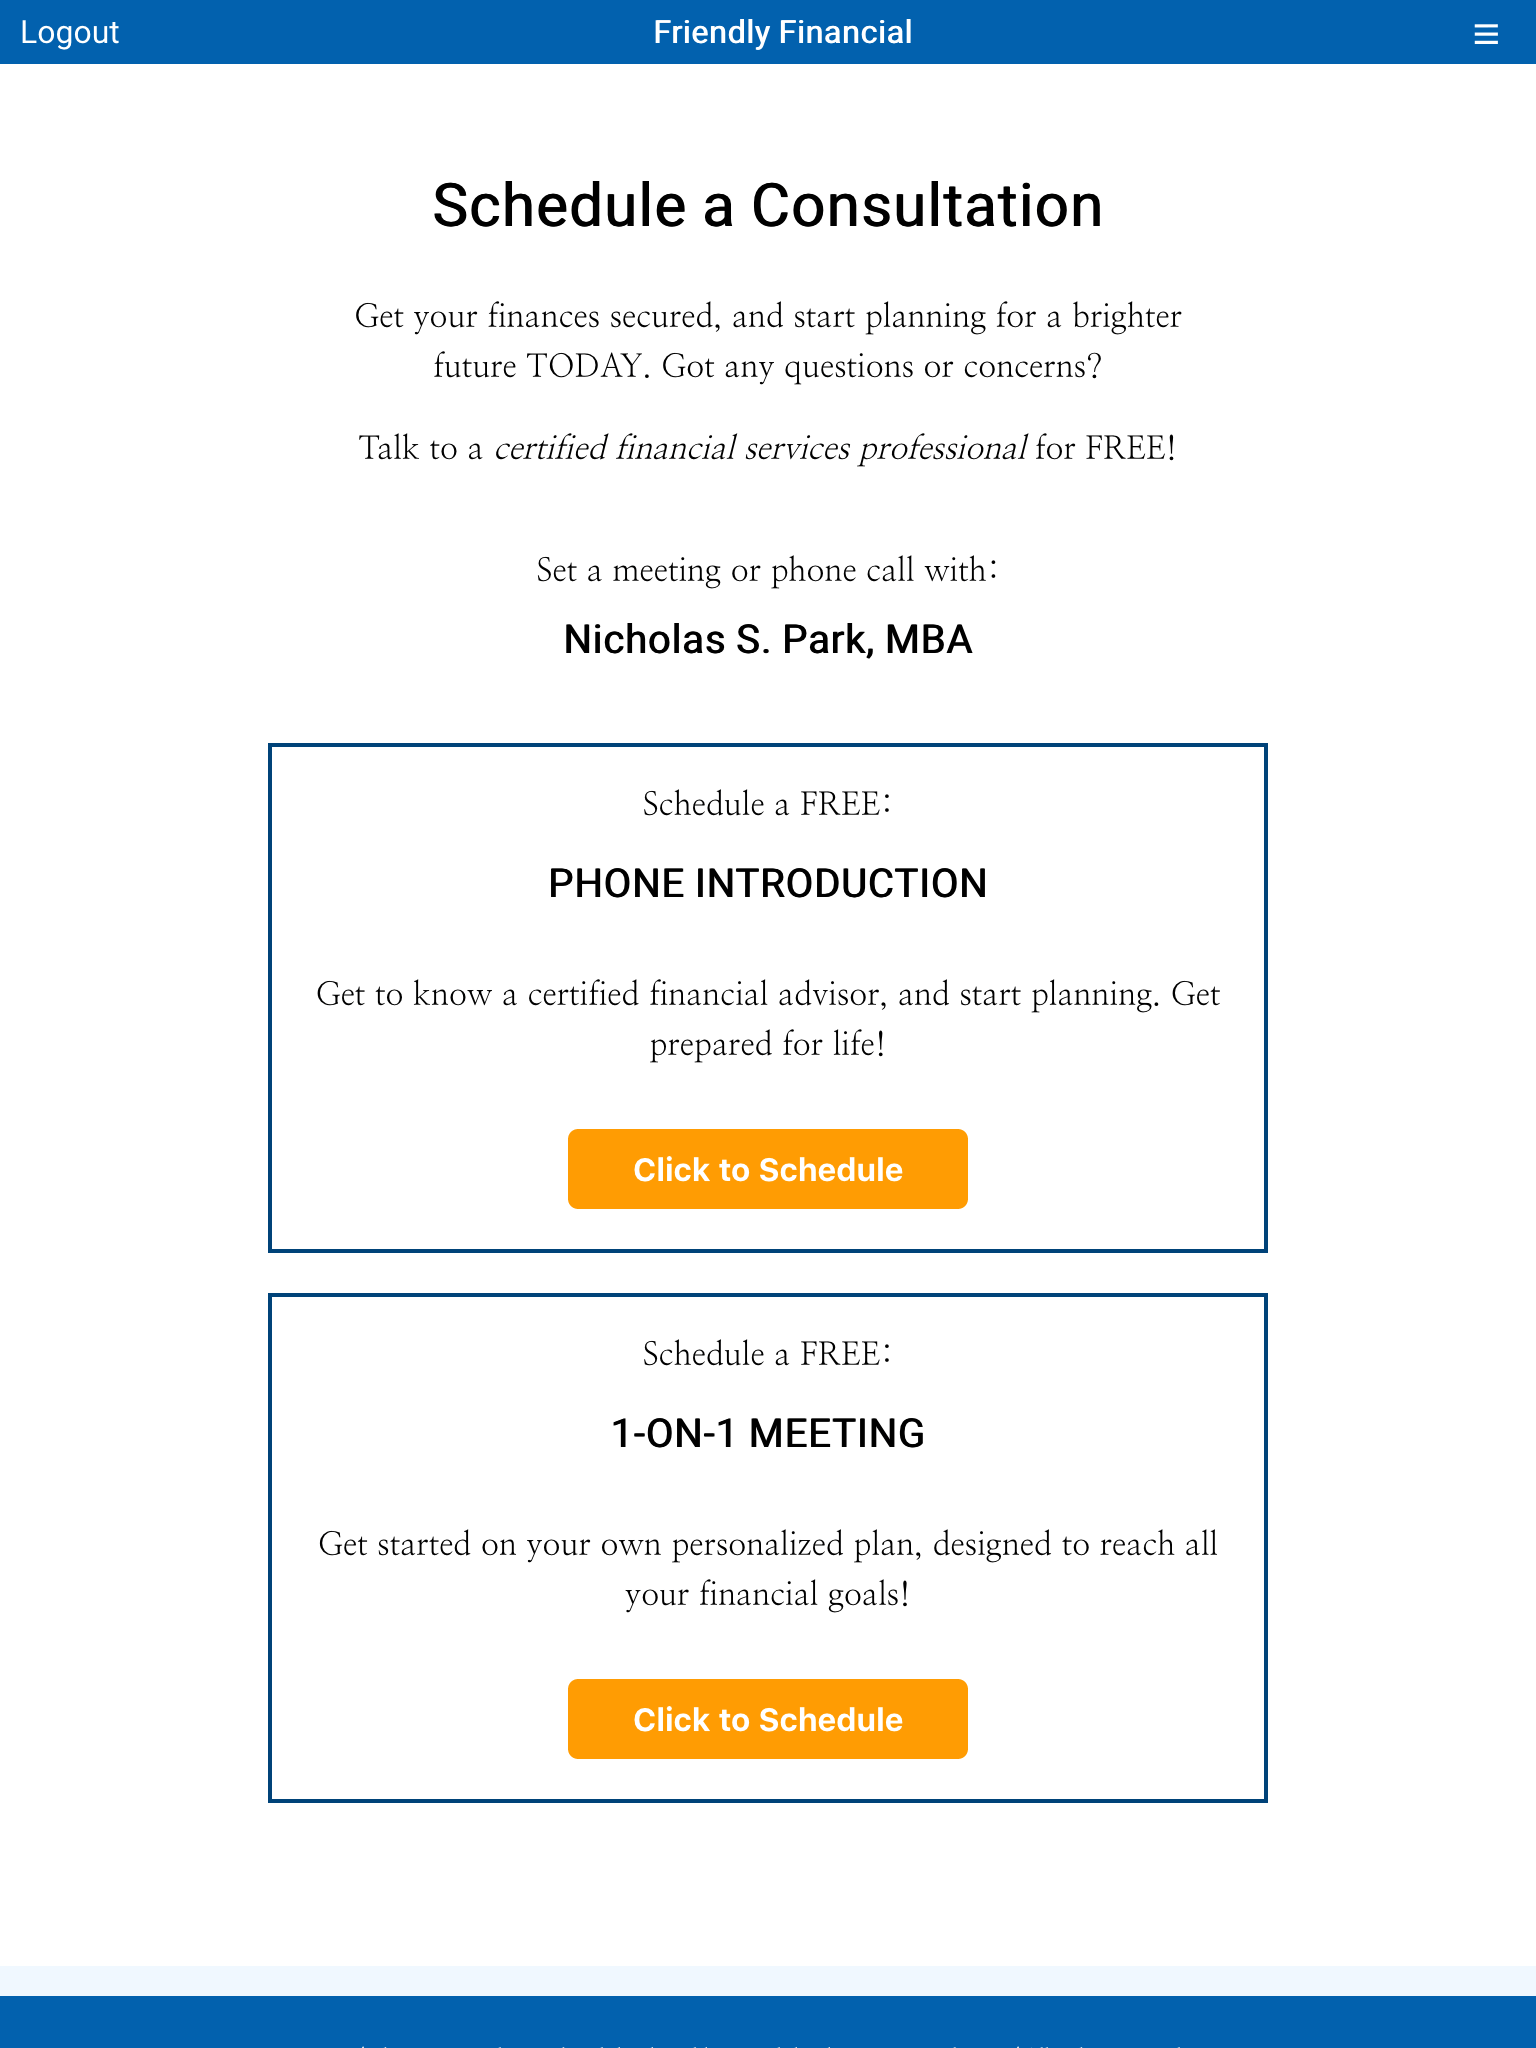 Logout
Friendly Financial
Schedule a Consultation
Get your finances secured, and start planning for a brighter
future TODAY. Got any questions or concerns?
Talk to a certified financial services professional for FREE!
Set a meeting or phone call with:
Nicholas S. Park, MBA
Schedule a FREE:
PHONE INTRODUCTION
Get to know a certified financial advisor, and start planning. Get
prepared for life!
Click to Schedule
Schedule a FREE:
1-ON-1 MEETING
Get started on your own personalized plan, designed to reach all
your financial goals!
Click to Schedule